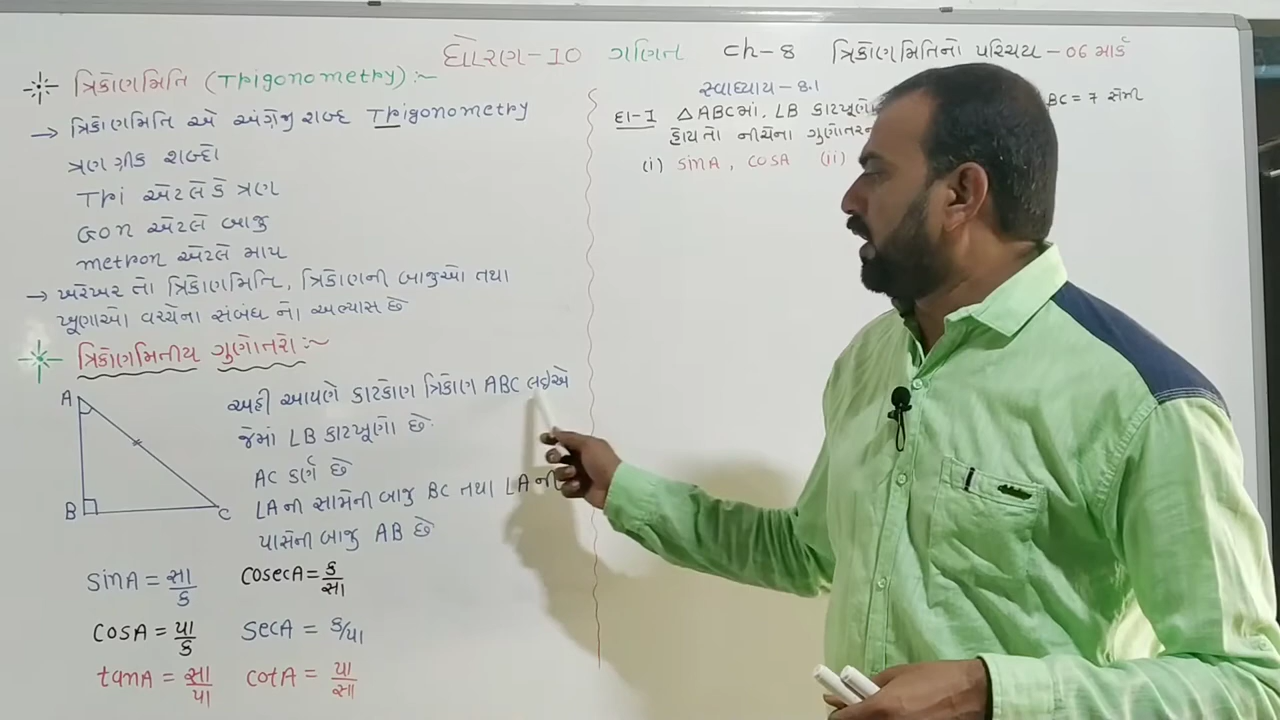 ધોરણ-10 ગણિત ch-8 ત્રિકોણમિતિનો પરિચય - 06 માર્ક
ત્રિકોણમિતિ (Trigonometry) :~
→ ત્રિકોણમિતિ એ અંગ્રેજી શબ્દ Trigonometry
ત્રણ ગ્રીક શબ્દો
Tri એટલેકે ત્રણ
Gon એટલે બાજુ
metron એટલે માપ
→ ખરેખર તો ત્રિકોણમિતિ, ત્રિકોણની બાજુઓ તથા
ખૂણાઓ વચ્ચેના સંબંધ નો અભ્યાસ છે
ત્રિકોણમિતીય ગુણોત્તરો :~
A
B
C
અહી આપણે કાટકોણ ત્રિકોણ ABC લઈએ
જેમાં ∠B કાટખૂણો છે.
AC કર્ણ છે
∠Aની સામેની બાજુ BC તથા ∠A ની
પાસેની બાજુ AB છે
sinA = સા/ક cosecA = ક/સા
cosA = પા/ક secA = ક/પા
tanA = સા/પા cotA = પા/સા
સ્વાધ્યાય - 8.1
દા-1 △ABCમાં, ∠B કાટખૂણો BC = 7 સેમી
હોય તો નીચેના
(i) sinA, cosA (ii)